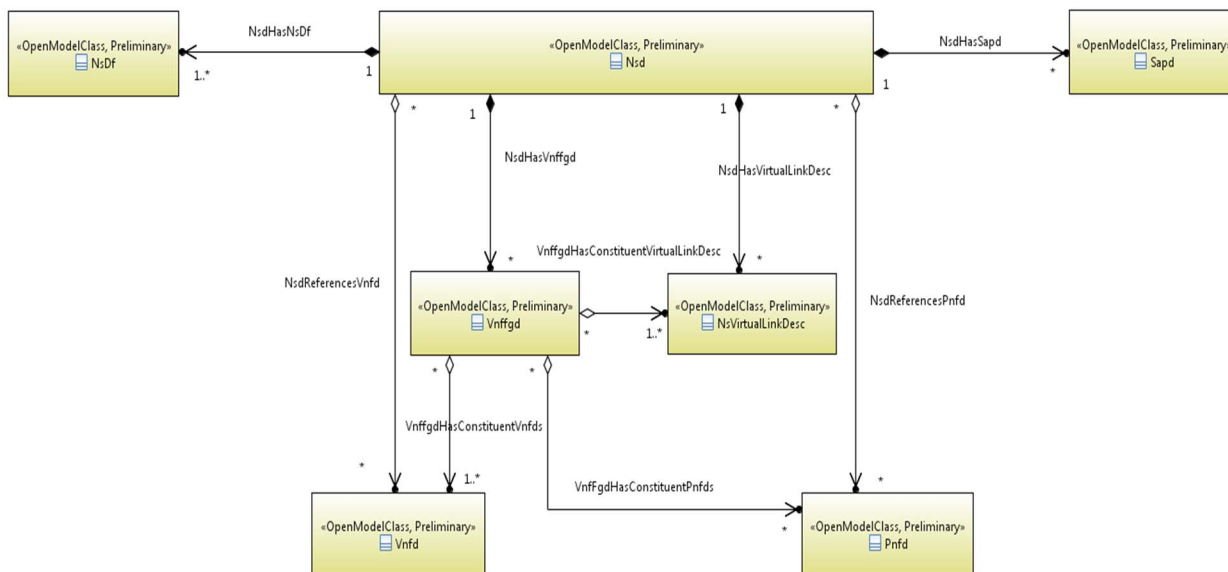 NsdHasNsDf
«OpenModelClass, Preliminary»
NsDf
1
1..*
«OpenModelClass, Preliminary»
Nsd
NsdHasSapd
1
*
«OpenModelClass, Preliminary»
Sapd
*
1
1
*
NsdHasVnffgd
NsdHasVirtualLinkDesc
*
VnffgdHasConstituentVirtualLinkDesc
*
NsdReferencesVnfd
NsdReferencesPnfd
«OpenModelClass, Preliminary»
Vnffgd
*
1..*
«OpenModelClass, Preliminary»
NsVirtualLinkDesc
*
*
VnffgdHasConstituentVnfds
*
1..*
VnfFgdHasConstituentPnfds
*
*
«OpenModelClass, Preliminary»
Vnfd
«OpenModelClass, Preliminary»
Pnfd